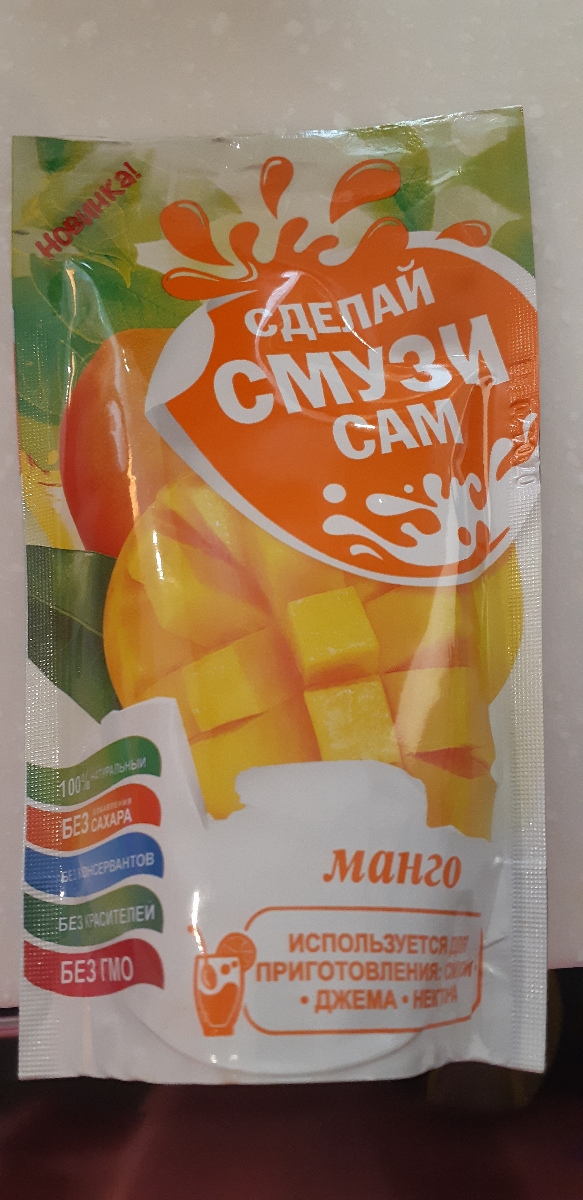 Новинка!
СДЕЛАЙ
СМУЗИ
САМ
100% НАТУРАЛЬНЫЙ
БЕЗ ДОБАВЛЕНИЯ
САХАРА
БЕЗ КОНСЕРВАНТОВ
БЕЗ КРАСИТЕЛЕЙ
БЕЗ ГМО
манго
ИСПОЛЬЗУЕТСЯ ДЛЯ
ПРИГОТОВЛЕНИЯ: СМУЗИ •
• ДЖЕМА • НЕКТАРА